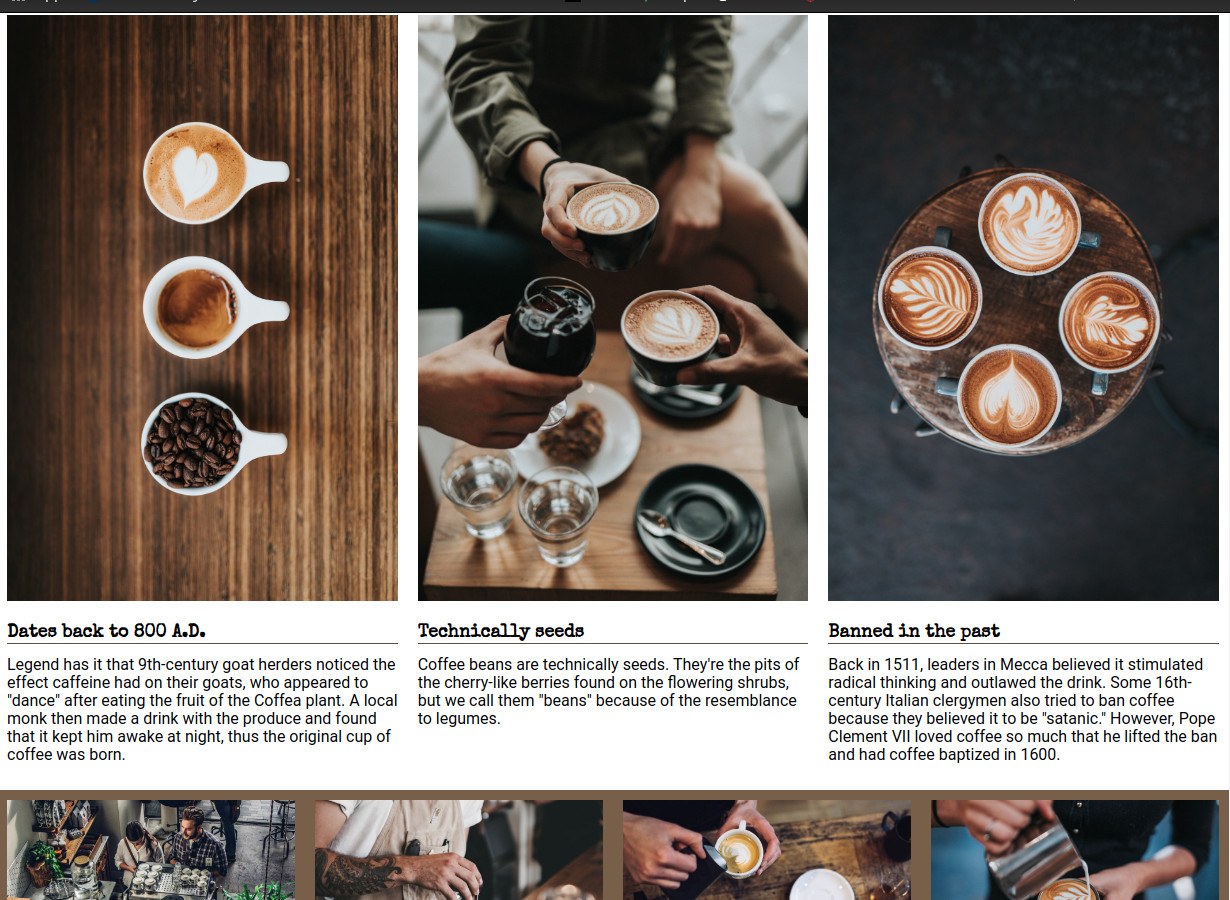 Dates back to 800 A.D.
Legend has it that 9th-century goat herders noticed the
effect caffeine had on their goats, who appeared to
"dance" after eating the fruit of the Coffea plant. A local
monk then made a drink with the produce and found
that it kept him awake at night, thus the original cup of
coffee was born.
Technically seeds
Coffee beans are technically seeds. They're the pits of
the cherry-like berries found on the flowering shrubs,
but we call them "beans" because of the resemblance
to legumes.
Banned in the past
Back in 1511, leaders in Mecca believed it stimulated
radical thinking and outlawed the drink. Some 16th-
century Italian clergymen also tried to ban coffee
because they believed it to be "satanic." However, Pope
Clement VII loved coffee so much that he lifted the ban
and had coffee baptized in 1600.